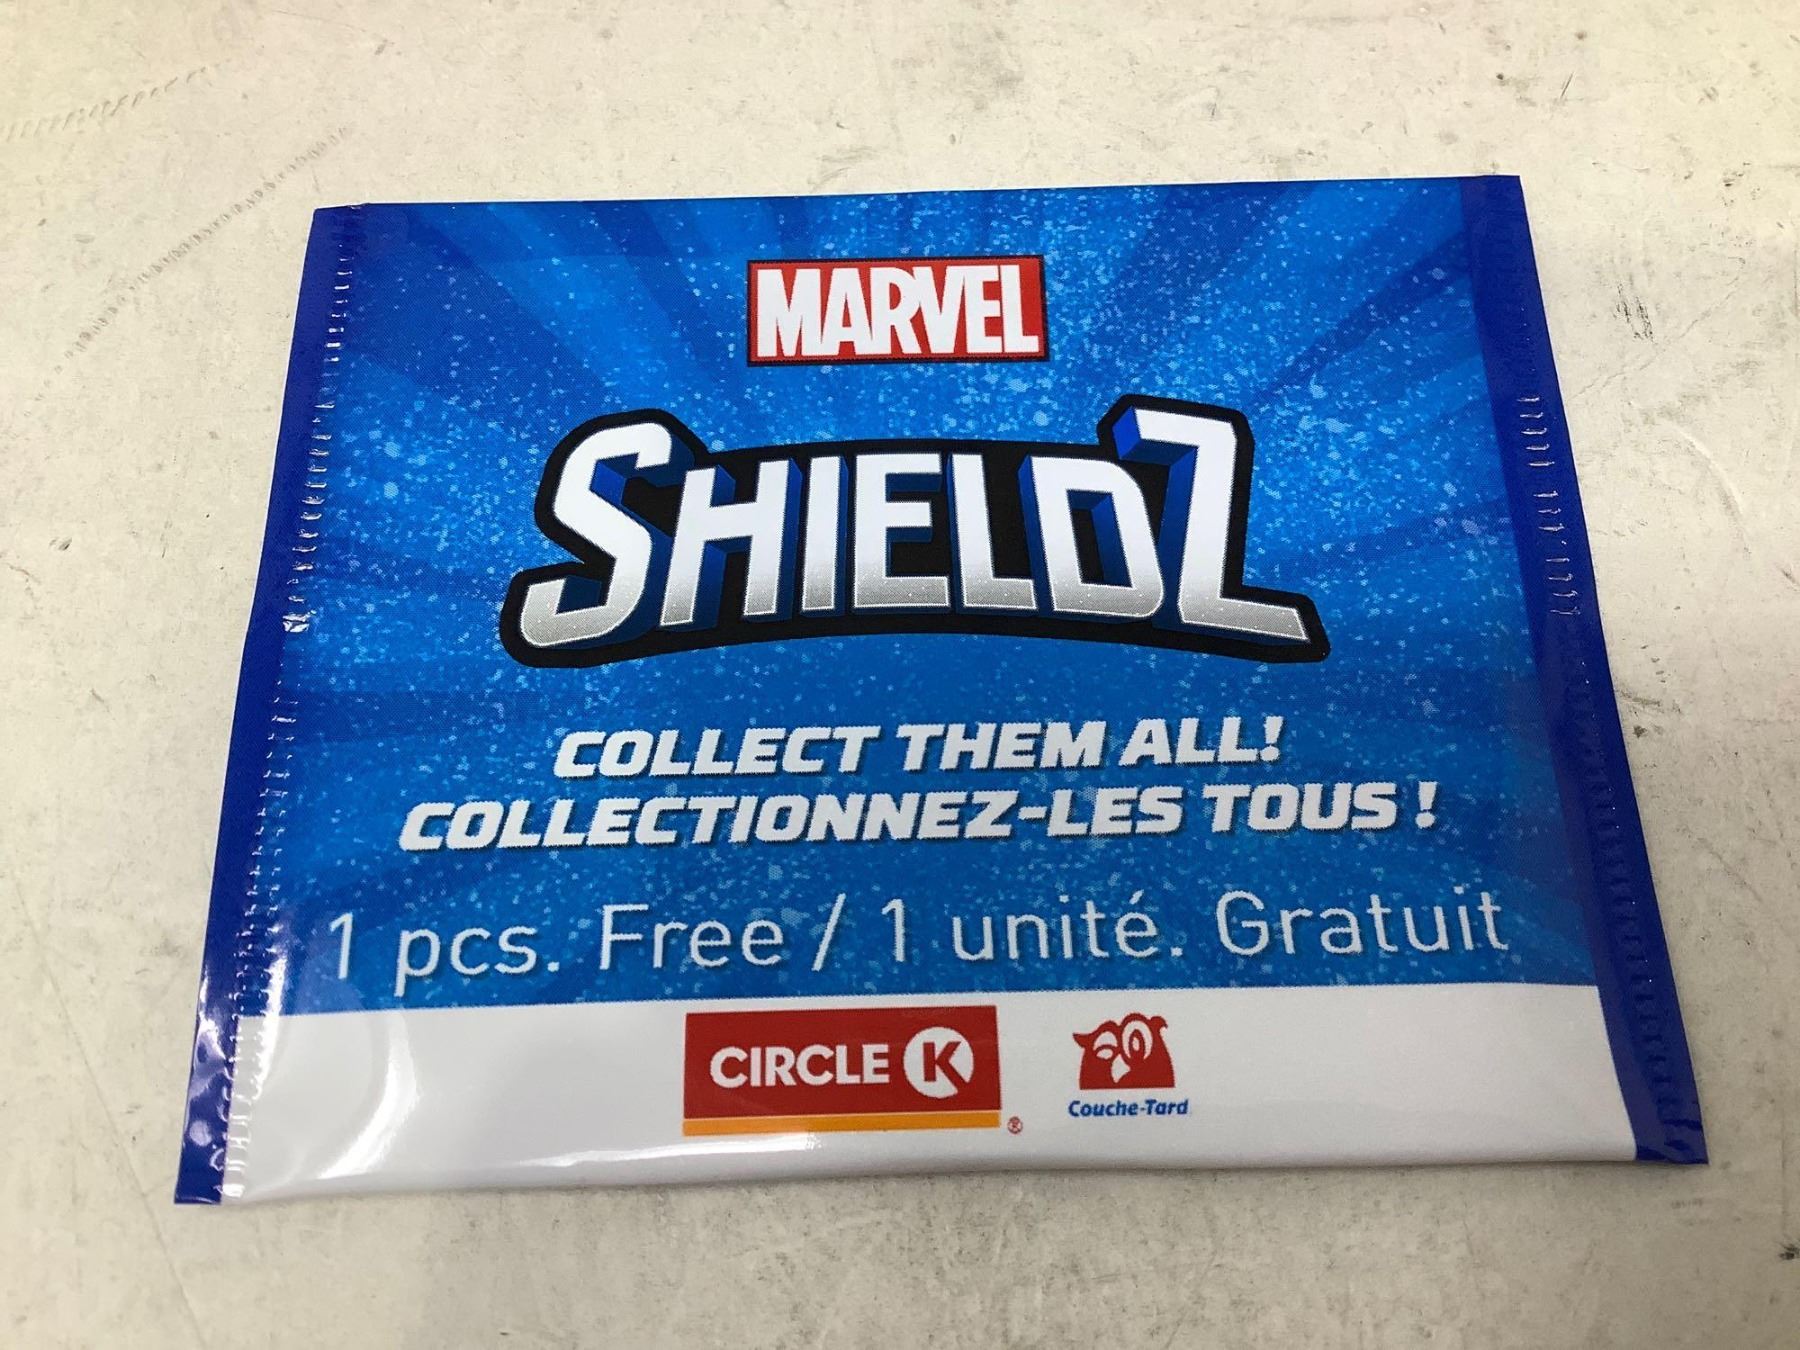 MARVEL
SHIELDZ
COLLECT THEM ALL!
COLLECTIONNEZ-LES TOUS !
1 pcs. Free / 1 unité. Gratuit
CIRCLE K ®
Couche-Tard